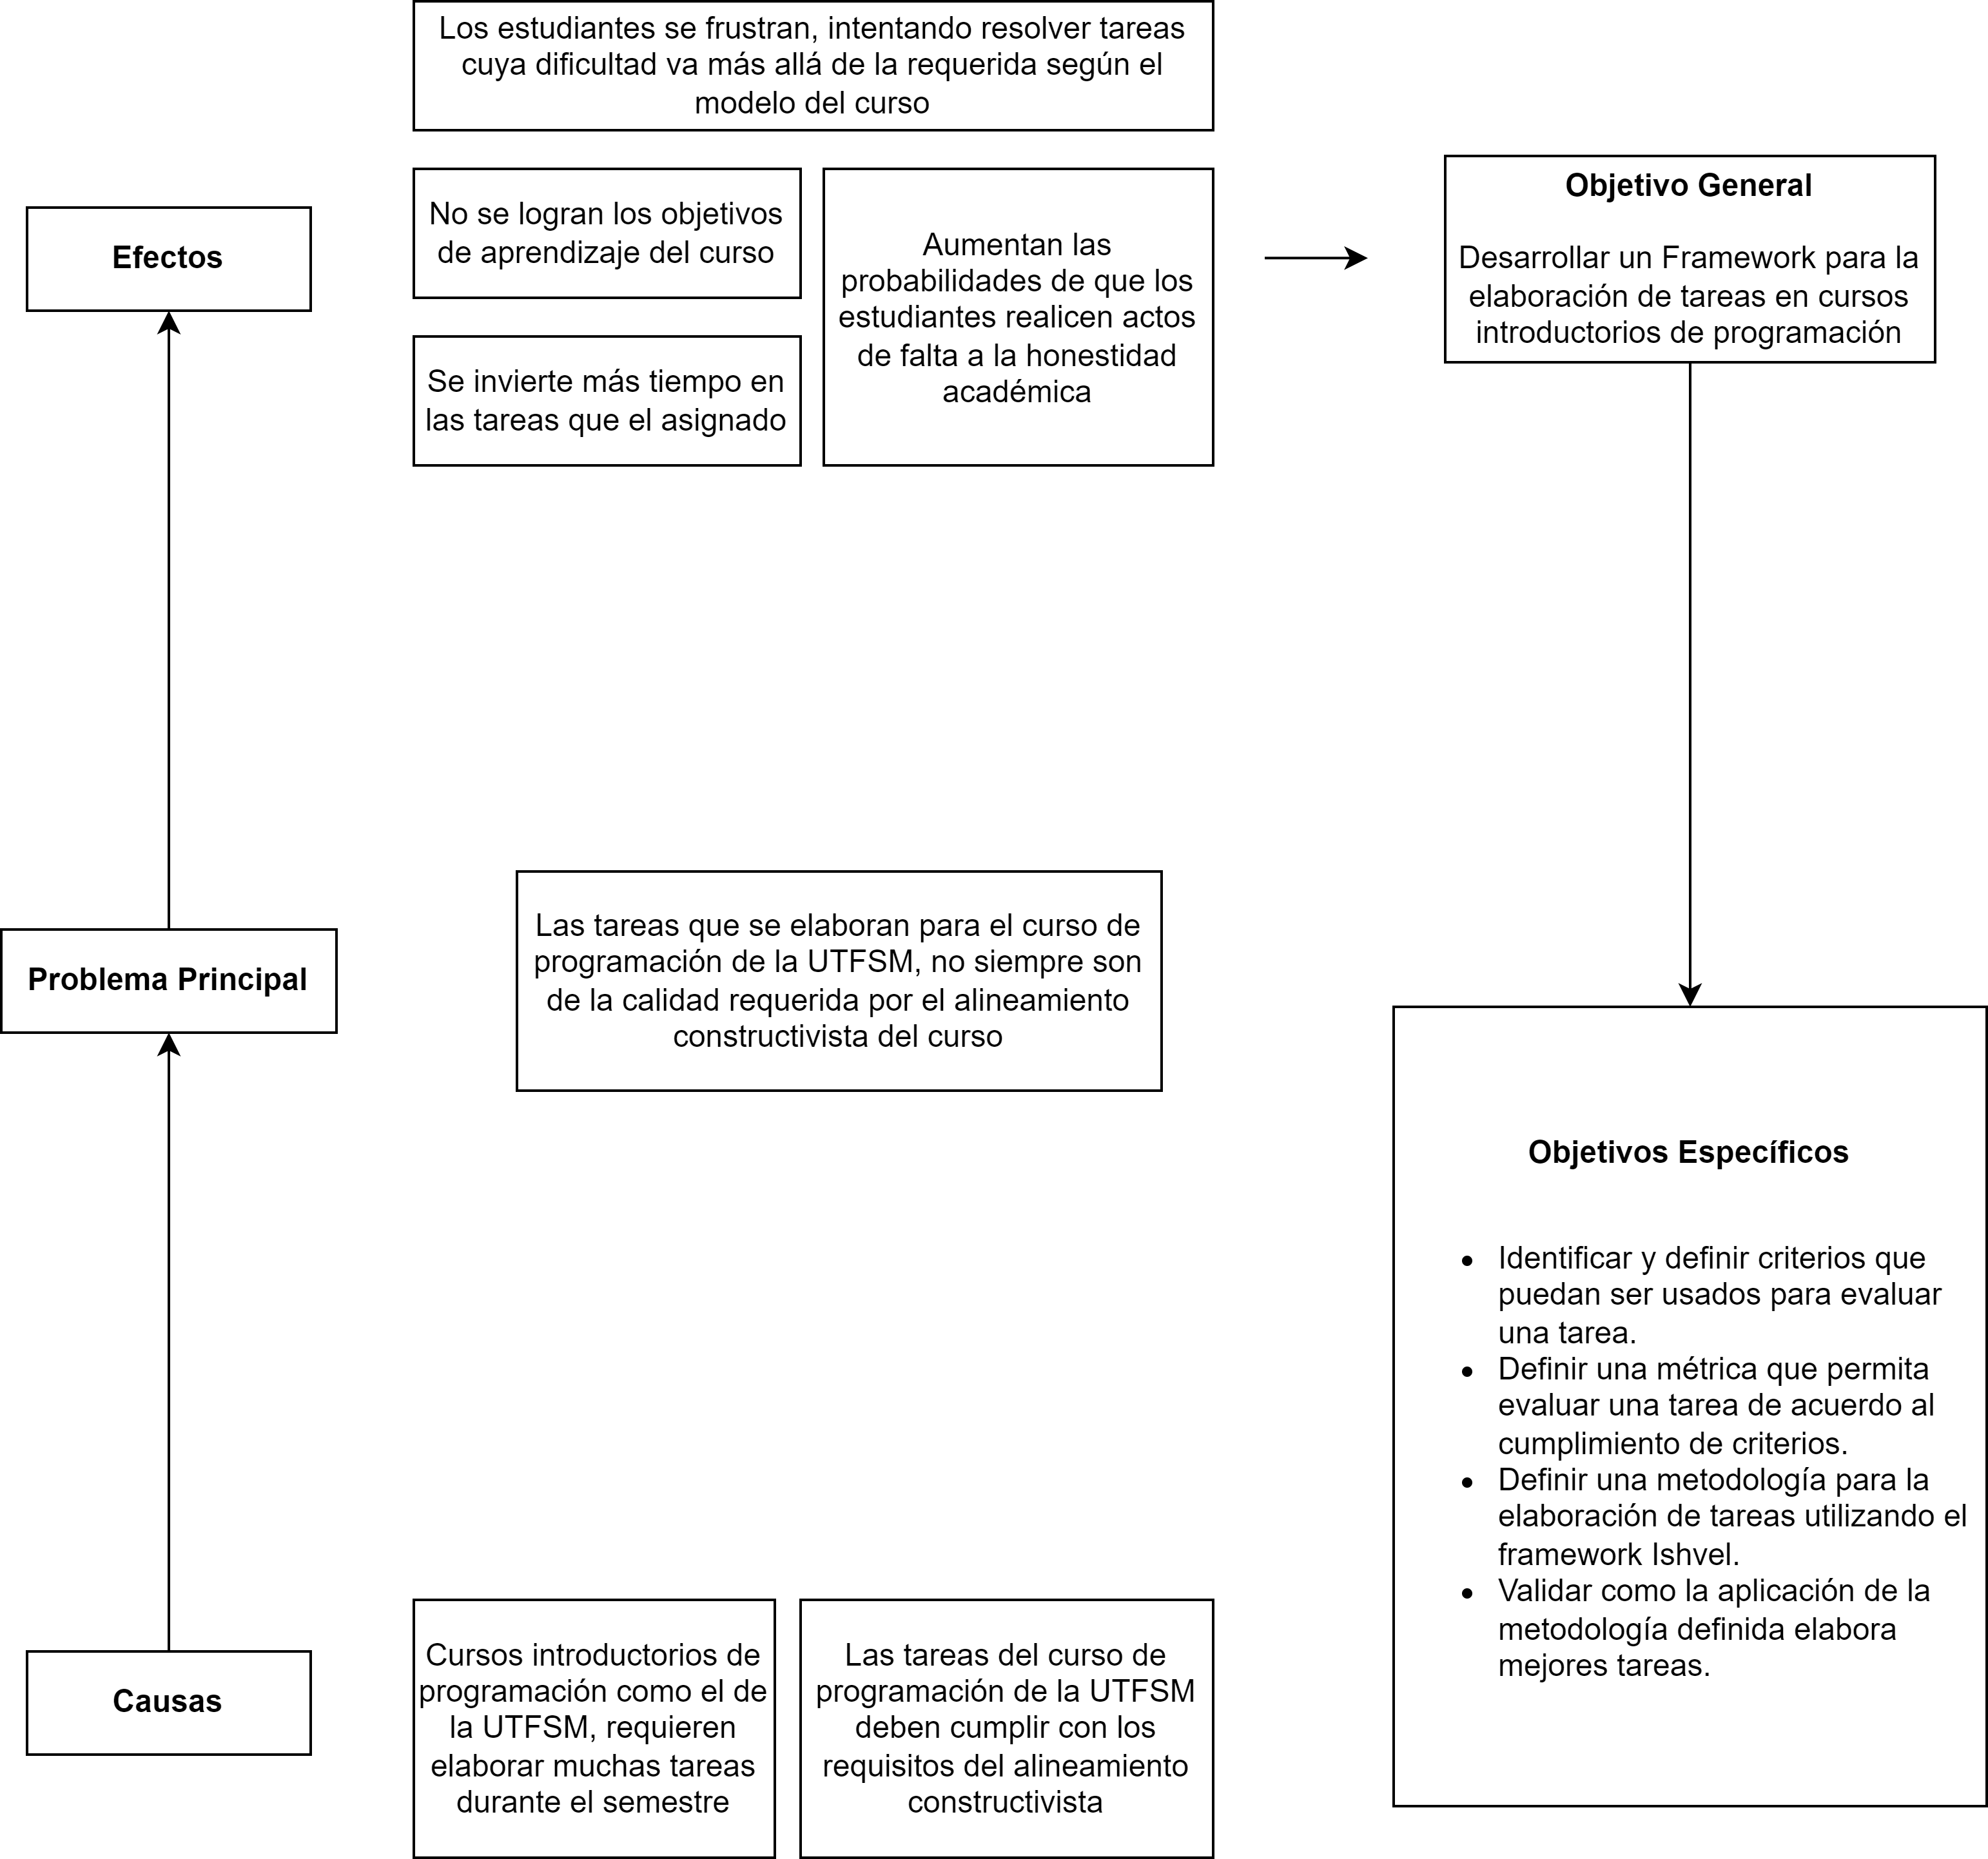 Los estudiantes se frustran, intentando resolver tareas
cuya dificultad va más allá de la requerida según el
modelo del curso
Efectos
No se logran los objetivos
de aprendizaje del curso
Se invierte más tiempo en
las tareas que el asignado
Aumentan las
probabilidades de que los
estudiantes realicen actos
de falta a la honestidad
académica
Objetivo General
Desarrollar un Framework para la
elaboración de tareas en cursos
introductorios de programación
Problema Principal
Las tareas que se elaboran para el curso de
programación de la UTFSM, no siempre son
de la calidad requerida por el alineamiento
constructivista del curso
Objetivos Específicos
• Identificar y definir criterios que
puedan ser usados para evaluar
una tarea.
• Definir una métrica que permita
evaluar una tarea de acuerdo al
cumplimiento de criterios.
• Definir una metodología para la
elaboración de tareas utilizando el
framework Ishvel.
• Validar como la aplicación de la
metodología definida elabora
mejores tareas.
Causas
Cursos introductorios de
programación como el de
la UTFSM, requieren
elaborar muchas tareas
durante el semestre
Las tareas del curso de
programación de la UTFSM
deben cumplir con los
requisitos del alineamiento
constructivista